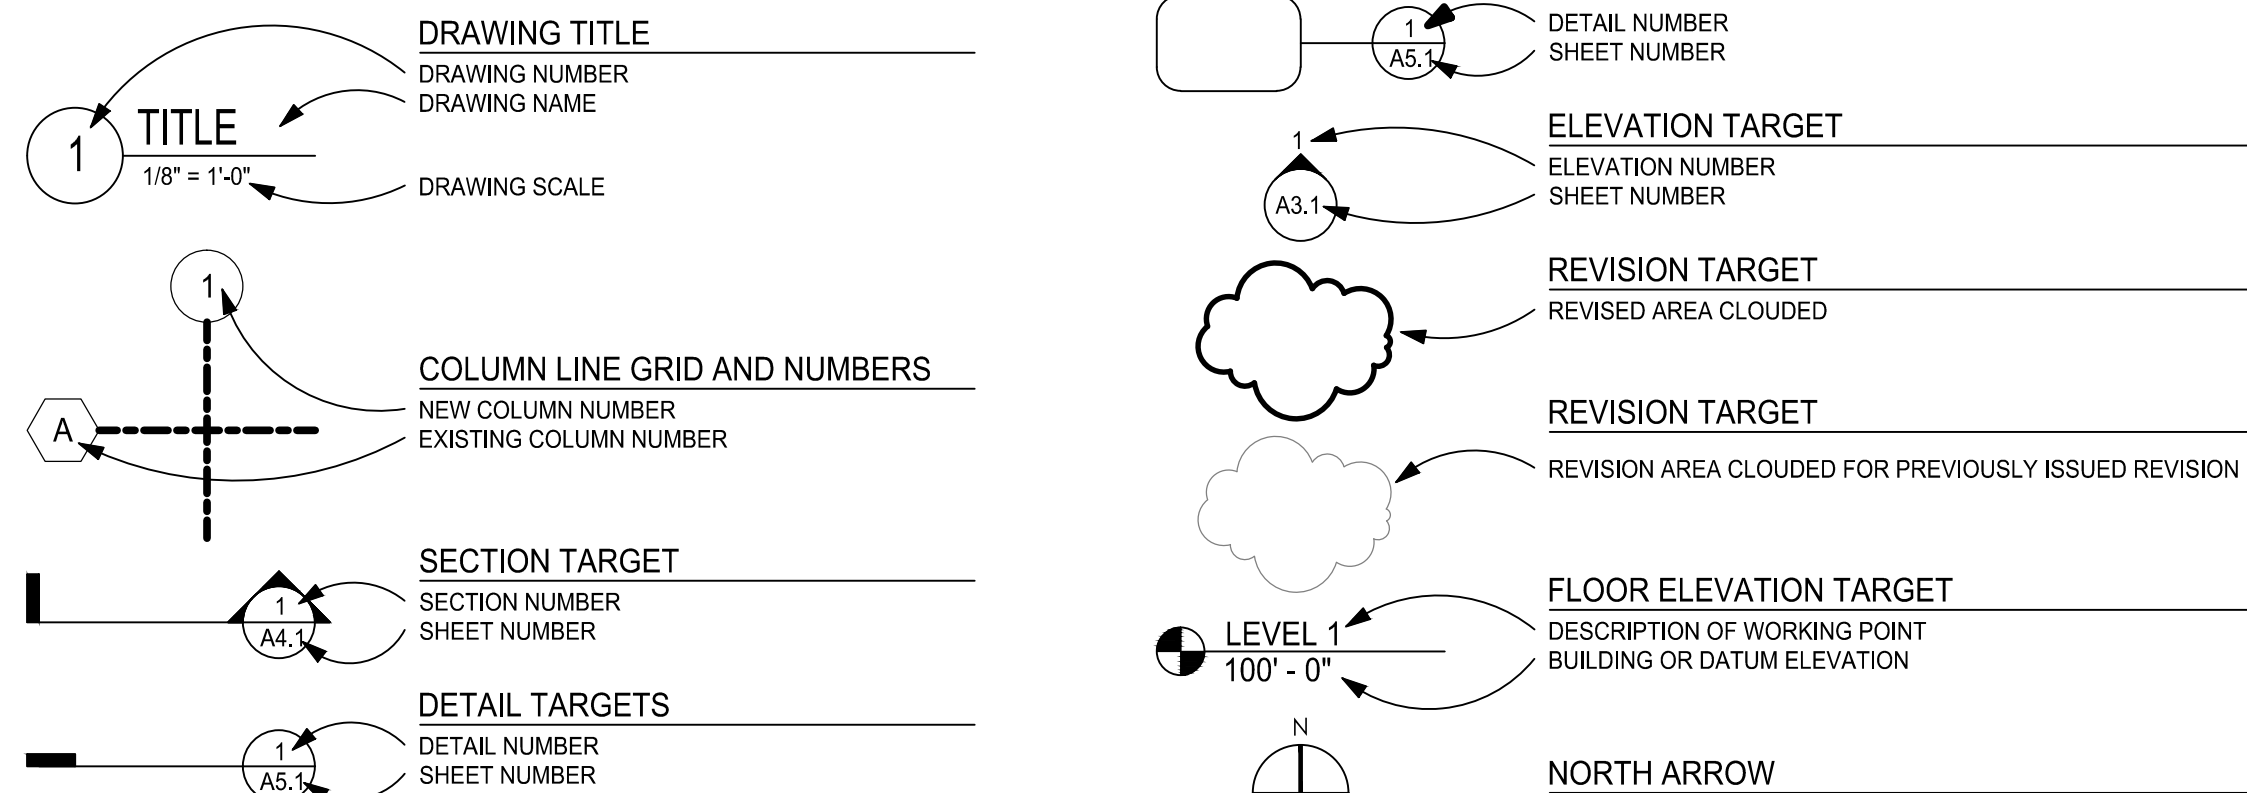 DRAWING TITLE
DRAWING NUMBER
DRAWING NAME
1
TITLE
1/8" = 1'-0"
DRAWING SCALE
1
COLUMN LINE GRID AND NUMBERS
NEW COLUMN NUMBER
A
EXISTING COLUMN NUMBER
SECTION TARGET
1
SECTION NUMBER
A4.1
SHEET NUMBER
DETAIL TARGETS
1
DETAIL NUMBER
A5.1
SHEET NUMBER
1
DETAIL NUMBER
A5.1
SHEET NUMBER
ELEVATION TARGET
1
ELEVATION NUMBER
A3.1
SHEET NUMBER
REVISION TARGET
REVISED AREA CLOUDED
REVISION TARGET
REVISION AREA CLOUDED FOR PREVIOUSLY ISSUED REVISION
FLOOR ELEVATION TARGET
LEVEL 1
DESCRIPTION OF WORKING POINT
100' - 0"
BUILDING OR DATUM ELEVATION
N
NORTH ARROW